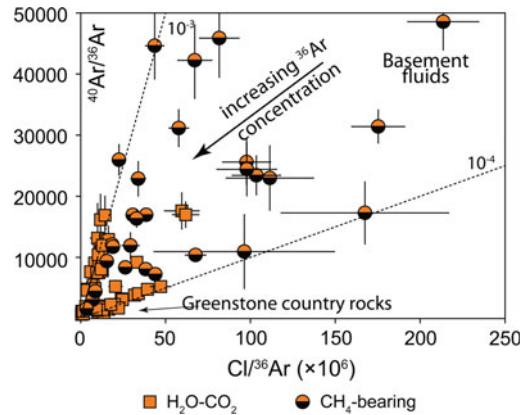 50000
40000
30000
20000
10000
⁴⁰Ar/³⁶Ar
10⁻³
increasing ³⁶Ar
concentration
Basement
fluids
10⁻⁴
Greenstone country rocks
0 50 100 150 200 250
Cl/³⁶Ar (×10⁶)
H₂O-CO₂ CH₄-bearing